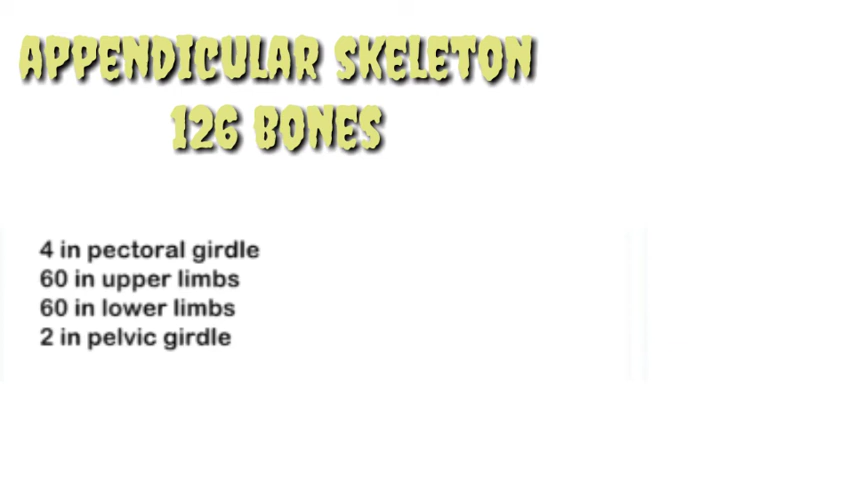 APPENDICULAR SKELETON
126 BONES
4 in pectoral girdle
60 in upper limbs
60 in lower limbs
2 in pelvic girdle